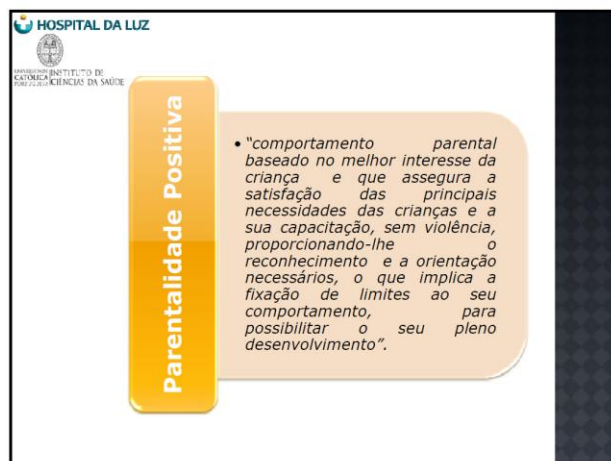 HOSPITAL DA LUZ
INSTITUTO DE
CATÓLICA CIÊNCIAS DA SAÚDE
Parentalidade Positiva
• “comportamento parental
baseado no melhor interesse da
criança e que assegura a
satisfação das principais
necessidades das crianças e a
sua capacitação, sem violência,
proporcionando-lhe o
reconhecimento e a orientação
necessários, o que implica a
fixação de limites ao seu
comportamento, para
possibilitar o seu pleno
desenvolvimento”.